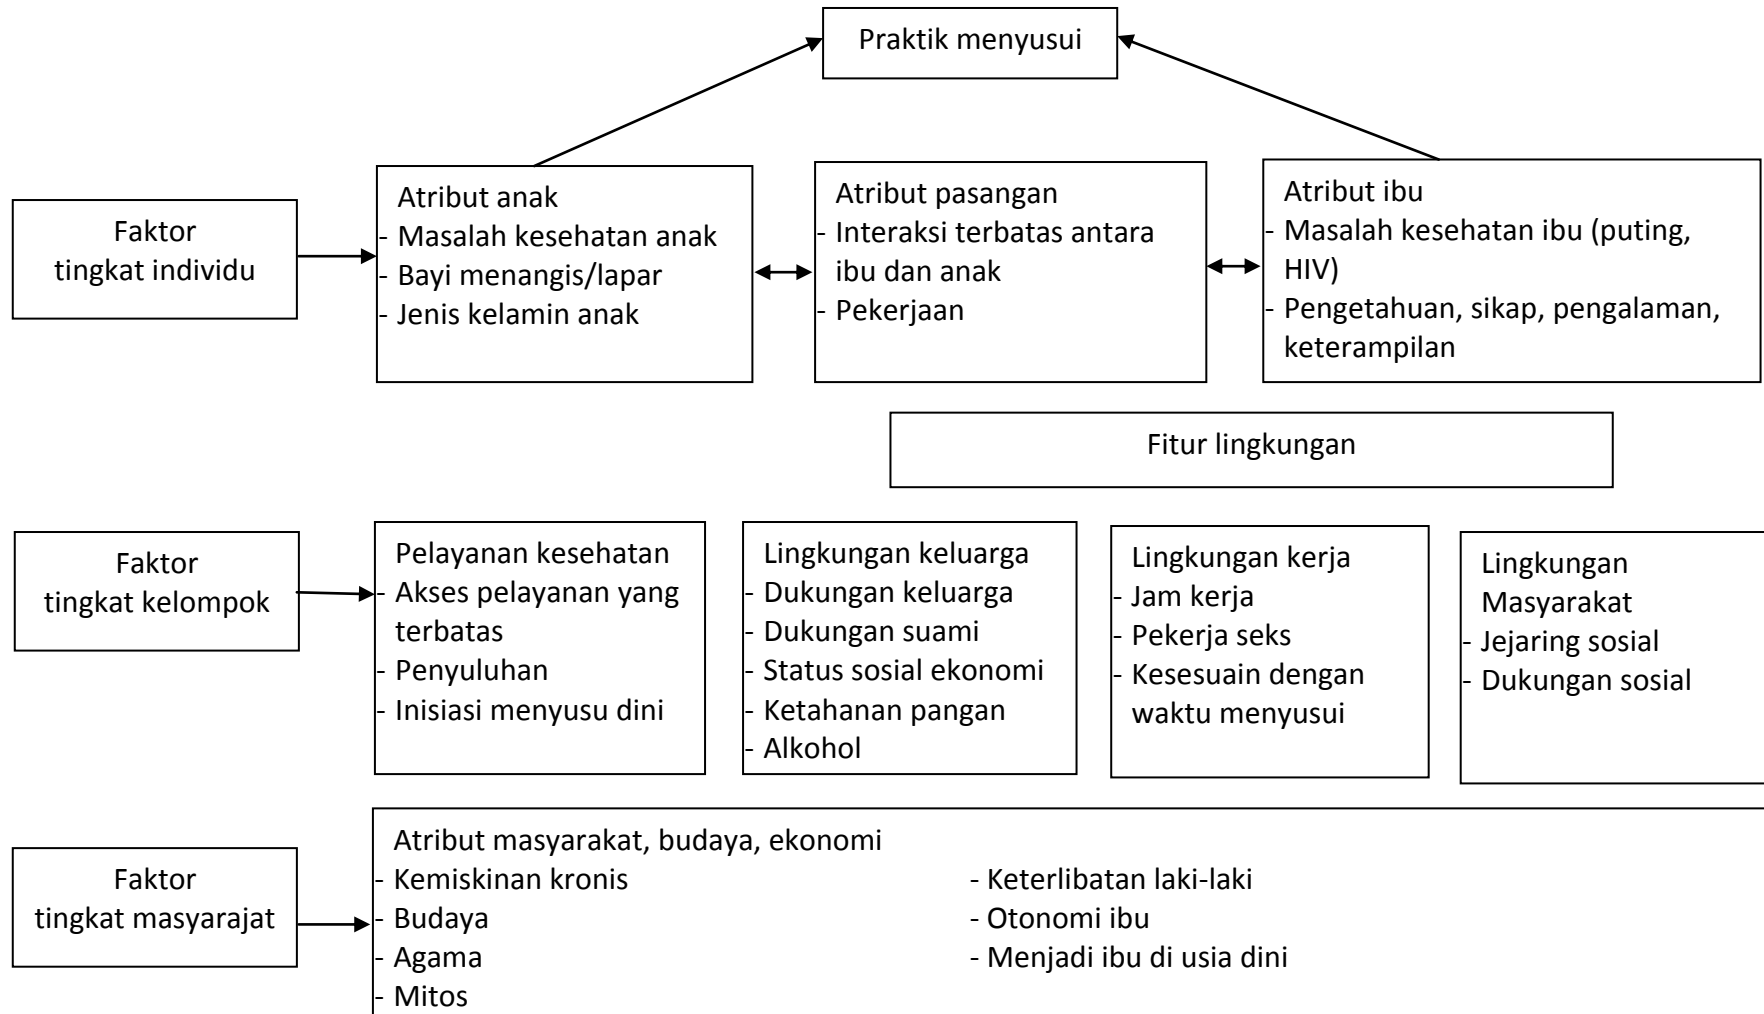 Praktik menyusui
Faktor
tingkat individu
Atribut anak
- Masalah kesehatan anak
- Bayi menangis/lapar
- Jenis kelamin anak
Atribut pasangan
- Interaksi terbatas antara
ibu dan anak
- Pekerjaan
Atribut ibu
- Masalah kesehatan ibu (puting,
HIV)
- Pengetahuan, sikap, pengalaman,
keterampilan
Fitur lingkungan
Faktor
tingkat kelompok
Pelayanan kesehatan
- Akses pelayanan yang
terbatas
- Penyuluhan
- Inisiasi menyusu dini
Lingkungan keluarga
- Dukungan keluarga
- Dukungan suami
- Status sosial ekonomi
- Ketahanan pangan
- Alkohol
Lingkungan kerja
- Jam kerja
- Pekerja seks
- Kesesuain dengan
waktu menyusui
Lingkungan
Masyarakat
- Jejaring sosial
- Dukungan sosial
Faktor
tingkat masyarajat
Atribut masyarakat, budaya, ekonomi
- Kemiskinan kronis
- Budaya
- Agama
- Mitos
- Keterlibatan laki-laki
- Otonomi ibu
- Menjadi ibu di usia dini